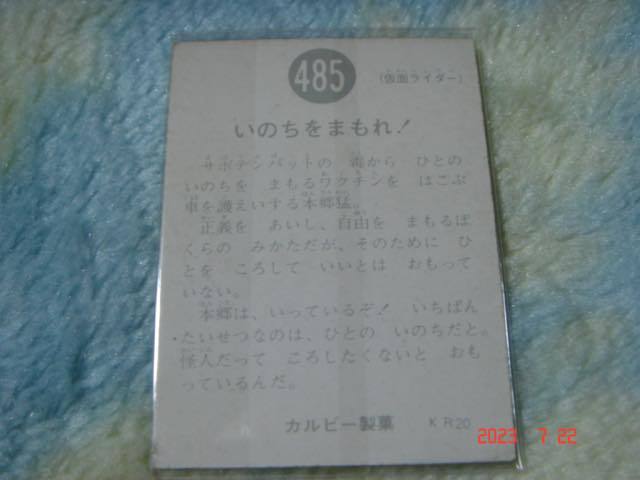 485
(仮面ライダー)
いのちをまもれ!
サボテンバットの 毒から ひとの
いのちを まもるワクチンを はこぶ
車を護えいする本郷猛。
正義を あいし、自由を まもるぼ
くらの みかただが、そのために ひ
とを ころして いいとは おもって
いない。
本郷は、いっているぞ! いちばん
たいせつなのは、ひとの いのちだと。
怪人だって ころしたくないと おも
っているんだ。
カルビー製菓 KR20
2023 7 22